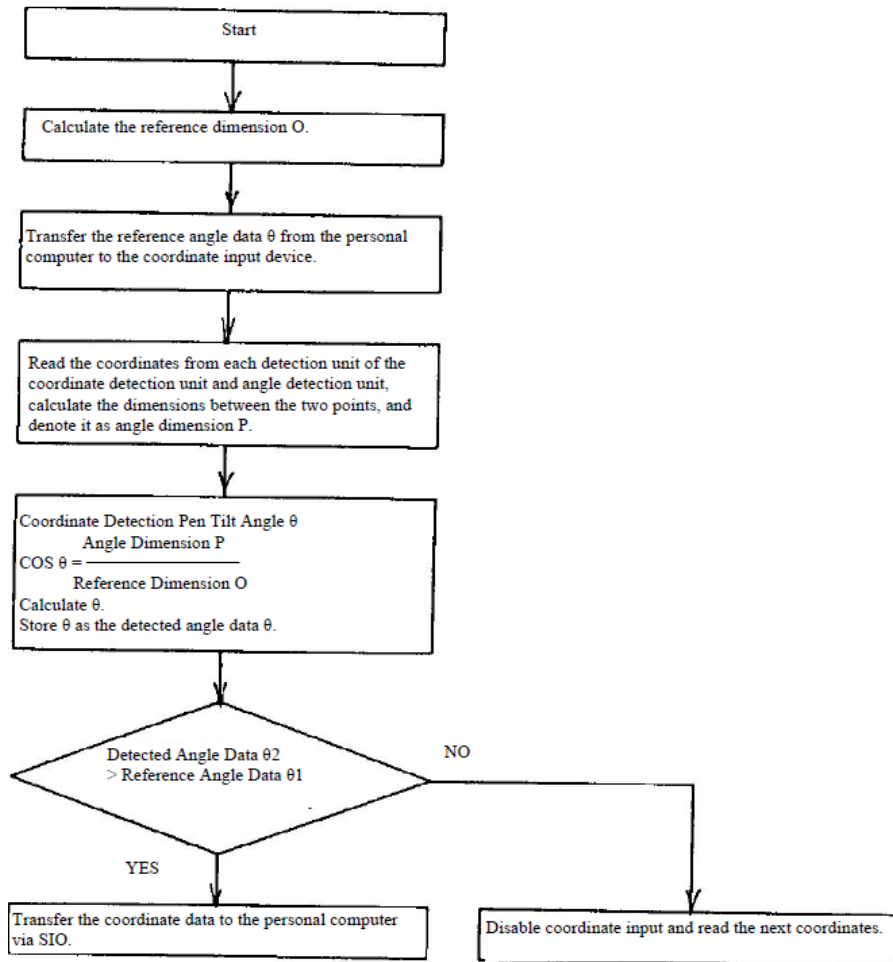 Start
Calculate the reference dimension O.
Transfer the reference angle data θ from the personal
computer to the coordinate input device.
Read the coordinates from each detection unit of the
coordinate detection unit and angle detection unit,
calculate the dimensions between the two points, and
denote it as angle dimension P.
Coordinate Detection Pen Tilt Angle θ
Angle Dimension P
COS θ =
Reference Dimension O
Calculate θ.
Store θ as the detected angle data θ.
Detected Angle Data θ2
> Reference Angle Data θ1
NO
YES
Transfer the coordinate data to the personal computer
via SIO.
Disable coordinate input and read the next coordinates.